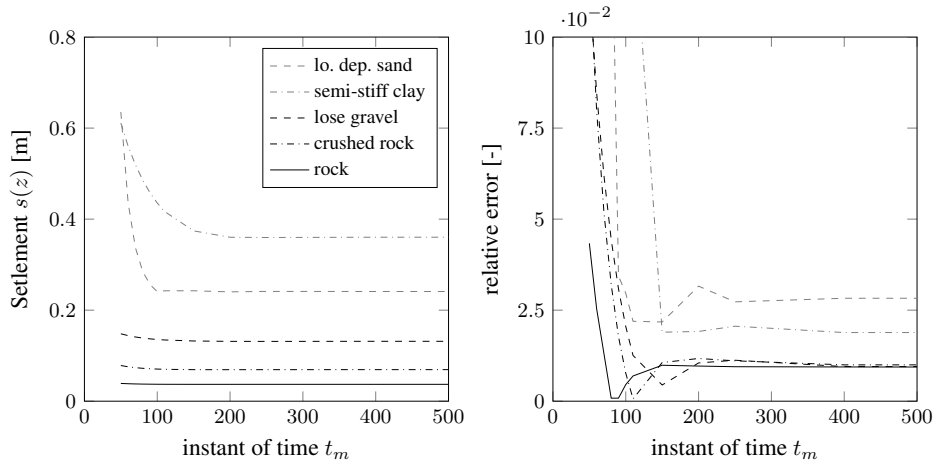 0.8
0.6
0.4
0.2
0
0
100
200
300
400
500
Setlement s(z) [m]
instant of time t_m
lo. dep. sand
semi-stiff clay
lose gravel
crushed rock
rock
·10⁻²
10
7.5
5
2.5
0
0
100
200
300
400
500
relative error [-]
instant of time t_m